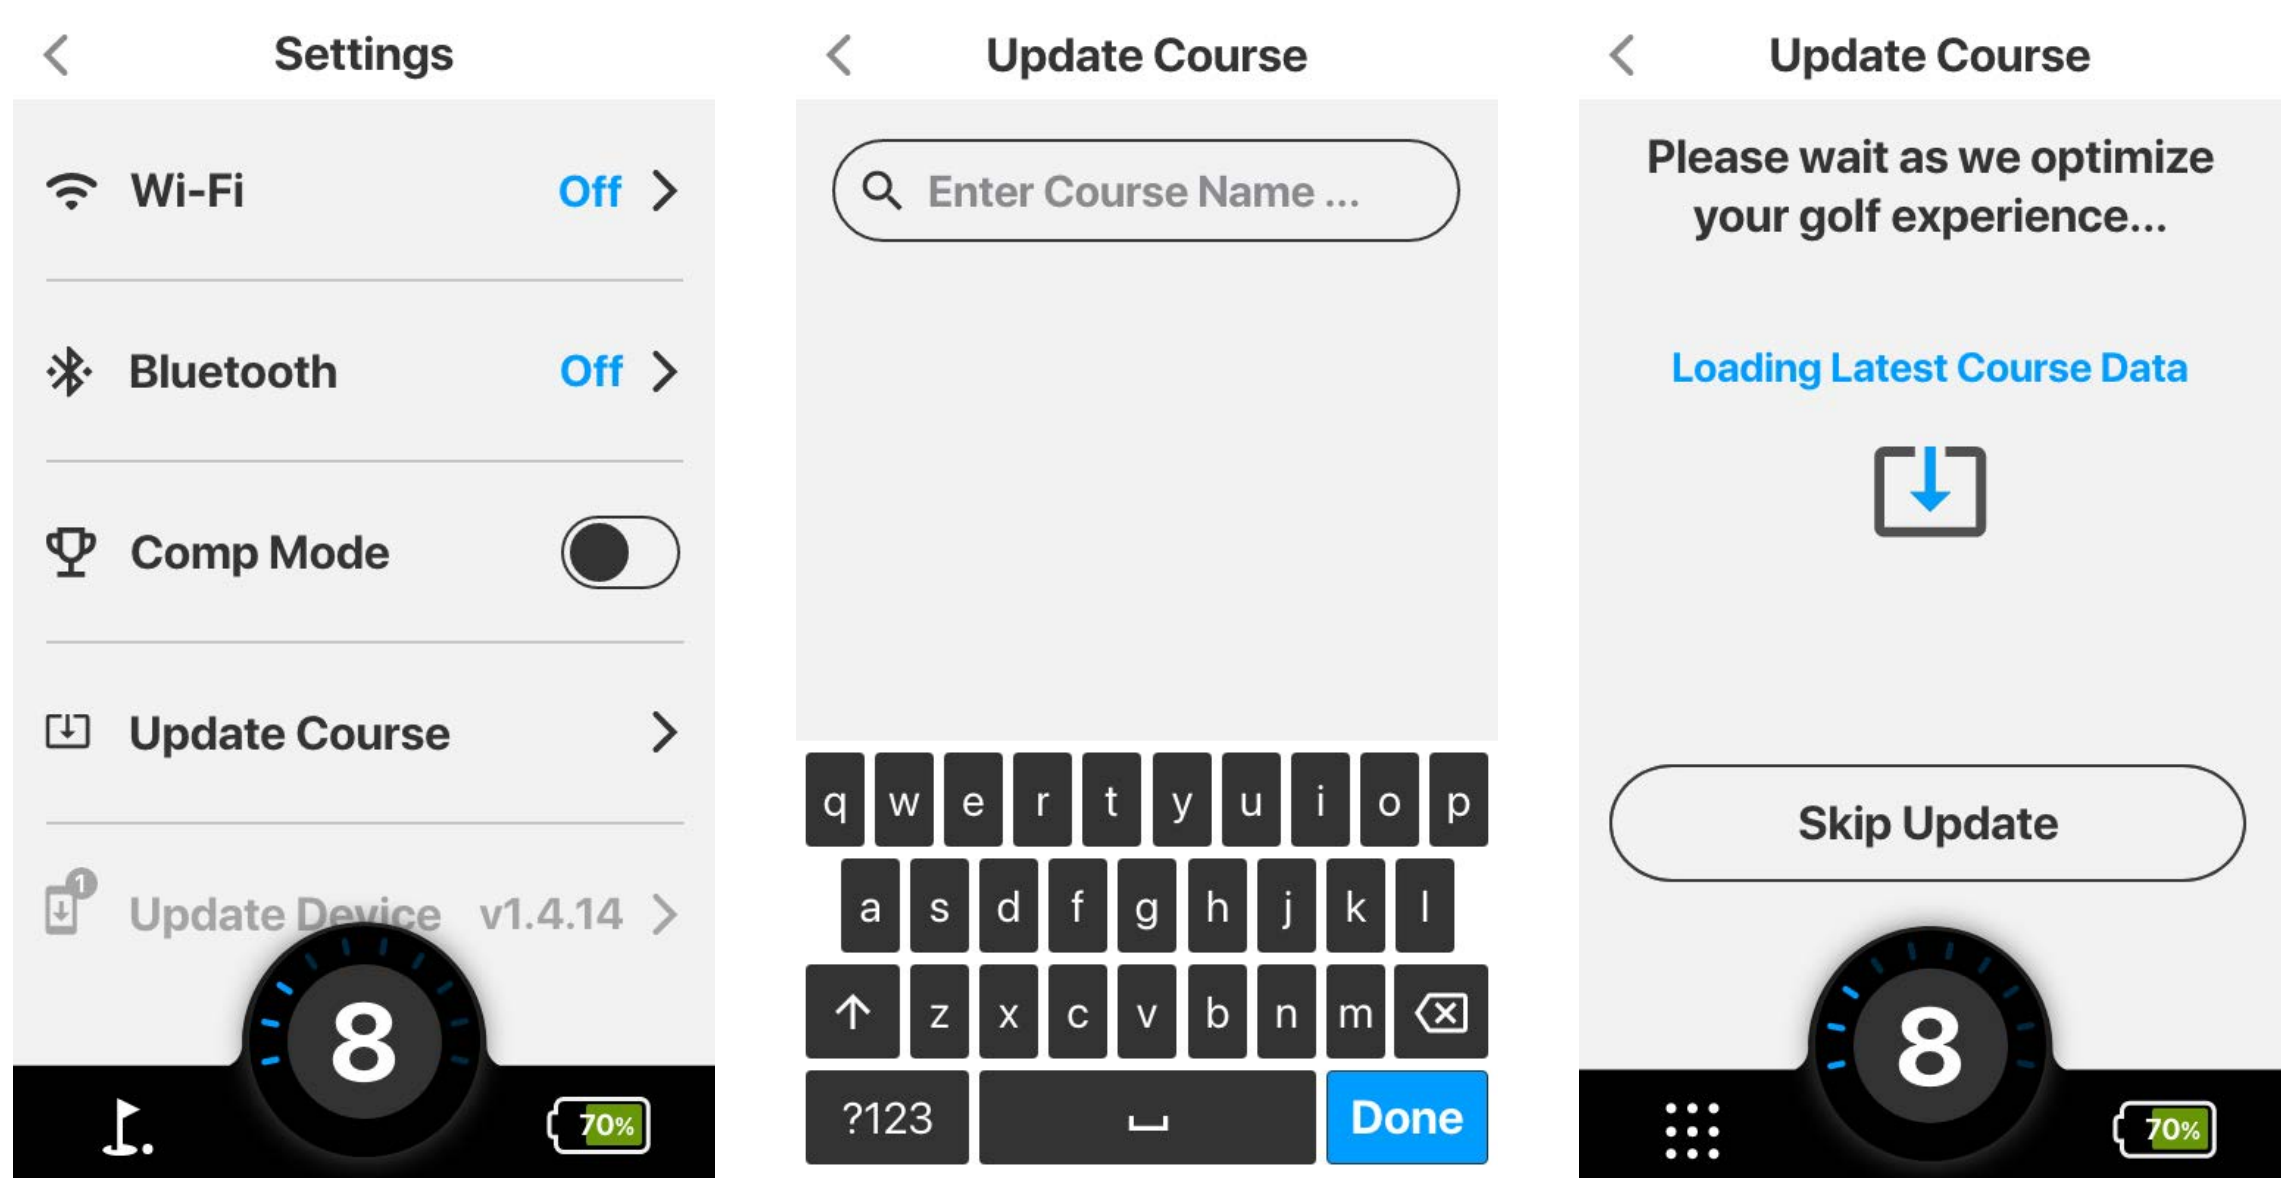 Settings
Wi-Fi Off
Bluetooth Off
Comp Mode
Update Course
1
Update Device v1.4.14
8
70%
Update Course
Enter Course Name ...
q w e r t y u i o p
a s d f g h j k l
z x c v b n m
?123 Done
Update Course
Please wait as we optimize
your golf experience...
Loading Latest Course Data
Skip Update
8
70%